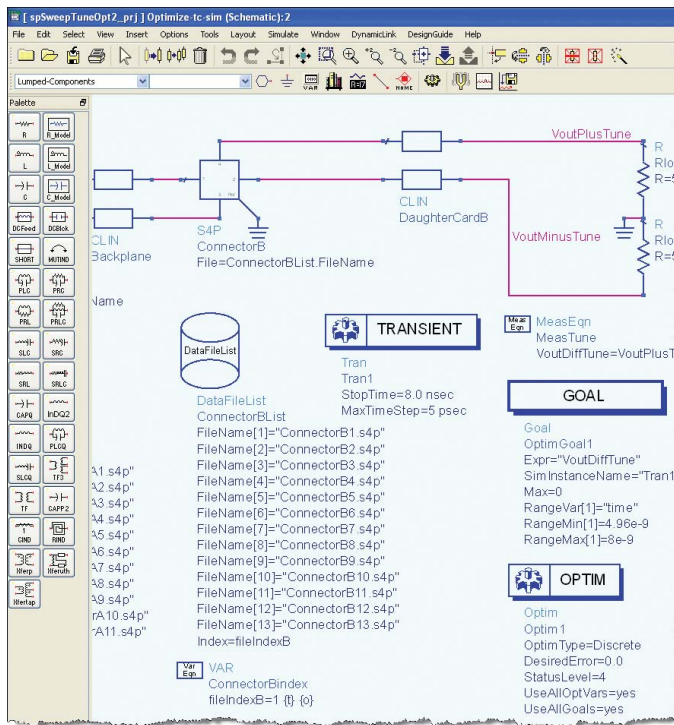 [ spSweepTuneOpt2_prj ] Optimize-tc-sim (Schematic):2
File Edit Select View Insert Options Tools Layout Simulate Window DynamicLink DesignGuide Help
VAR
NAME
Lumped-Components
Palette
R
R_Model
L
L_Model
C
C_Model
DCFeed
DCBlok
SHORT
MUTIND
PLC
PRC
PRL
PRLC
SLC
SRC
SRL
SRLC
CAPQ
InDQ2
INDQ
PLCQ
SLCQ
TF3
TF
CAPP2
CIND
RIND
Xferp
Xferruth
Xfertap
CLIN
Backplane
Name
S4P
ConnectorB
File=ConnectorBList.FileName
CLIN
DaughterCardB
VoutPlusTune
VoutMinusTune
R
Rlo
R=5
R
Rlo
R=5
DataFileList
DataFileList
ConnectorBList
FileName[1]="ConnectorB1.s4p"
FileName[2]="ConnectorB2.s4p"
FileName[3]="ConnectorB3.s4p"
FileName[4]="ConnectorB4.s4p"
FileName[5]="ConnectorB5.s4p"
FileName[6]="ConnectorB6.s4p"
FileName[7]="ConnectorB7.s4p"
FileName[8]="ConnectorB8.s4p"
FileName[9]="ConnectorB9.s4p"
FileName[10]="ConnectorB10.s4p"
FileName[11]="ConnectorB11.s4p"
FileName[12]="ConnectorB12.s4p"
FileName[13]="ConnectorB13.s4p"
Index=fileIndexB
A1.s4p"
A2.s4p"
A3.s4p"
A4.s4p"
A5.s4p"
A6.s4p"
A7.s4p"
A8.s4p"
A9.s4p"
rA10.s4p"
rA11.s4p"
Var
Eqn
VAR
ConnectorBindex
fileIndexB=1 {t} {o}
TRANSIENT
Tran
Tran1
StopTime=8.0 nsec
MaxTimeStep=5 psec
Meas
Eqn
MeasEqn
MeasTune
VoutDiffTune=VoutPlusT
GOAL
Goal
OptimGoal1
Expr="VoutDiffTune"
SimInstanceName="Tran1
Max=0
RangeVar[1]="time"
RangeMin[1]=4.96e-9
RangeMax[1]=8e-9
OPTIM
Optim
Optim1
OptimType=Discrete
DesiredError=0.0
StatusLevel=4
UseAllOptVars=yes
UseAllGoals=yes